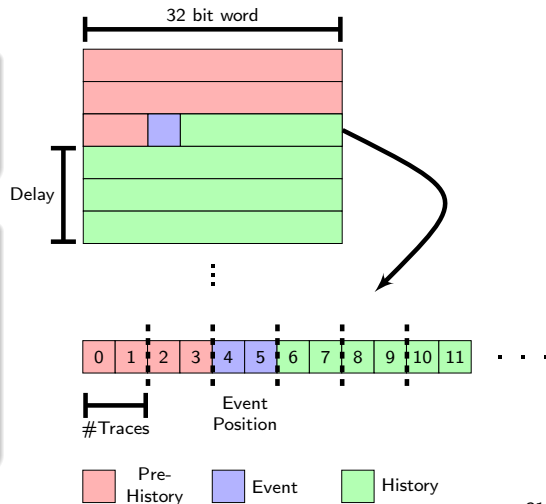 32 bit word
Delay
0 1 2 3 4 5 6 7 8 9 10 11
#Traces
Event
Position
Pre-
History
Event
History